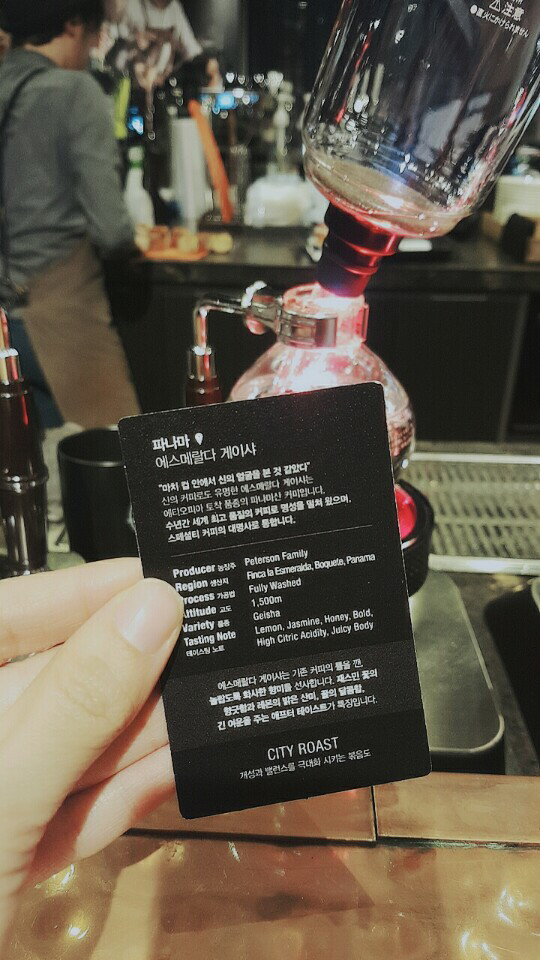 ⚠注意
●直火にかけられません
파나마
에스메랄다 게이샤
"마치 컵 안에서 신의 얼굴을 본 것 같았다"
신의 커피로도 유명한 에스메랄다 게이샤는
에티오피아 토착 품종의 파나마산 커피입니다.
수년간 세계 최고 품질의 커피로 명성을 떨쳐 왔으며,
스페셜티 커피의 대명사로 통합니다.
Producer 농장주 Peterson Family
Region 생산지 Finca la Esmeralda, Boquete, Panama
Process 가공법 Fully Washed
Altitude 고도 1,500m
Variety 품종 Geisha
Tasting Note Lemon, Jasmine, Honey, Bold,
테이스팅 노트 High Citric Acidity, Juicy Body
에스메랄다 게이샤는 기존 커피의 틀을 깬
놀랍도록 화사한 향미를 선사합니다. 재스민 꽃의
향긋함과 레몬의 밝은 산미, 꿀의 달콤함,
긴 여운을 주는 애프터 테이스트가 특징입니다.
CITY ROAST
개성과 밸런스를 극대화 시키는 볶음도